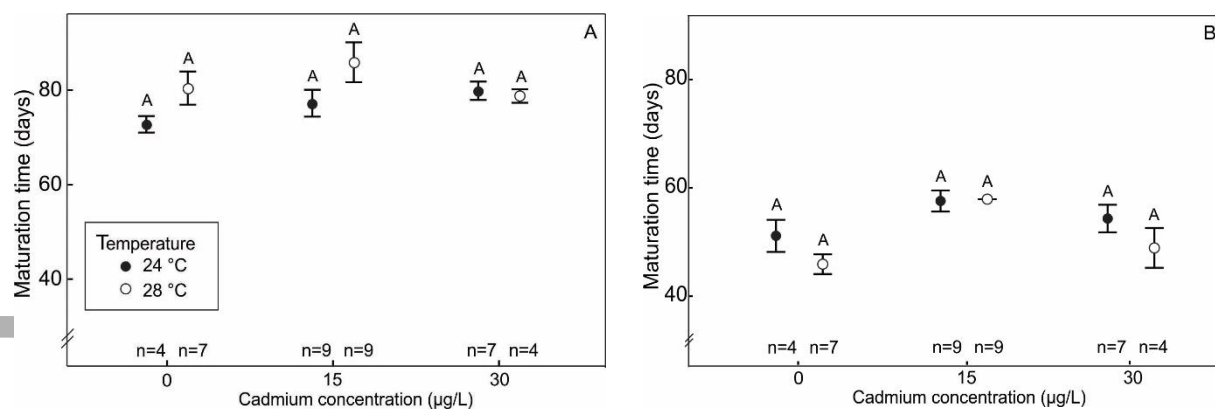 A
Maturation time (days)
80
60
40
A
A
A
A
A
A
Temperature
24 °C
28 °C
n=4 n=7 n=9 n=9 n=7 n=4
0 15 30
Cadmium concentration (µg/L)
B
Maturation time (days)
80
60
40
A
A
A
A
A
A
n=4 n=7 n=9 n=9 n=7 n=4
0 15 30
Cadmium concentration (µg/L)